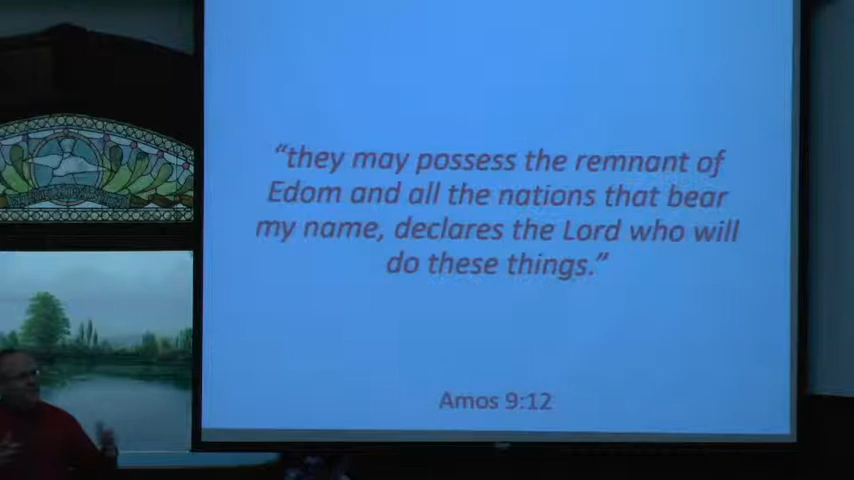 “they may possess the remnant of
Edom and all the nations that bear
my name, declares the Lord who will
do these things.”
Amos 9:12